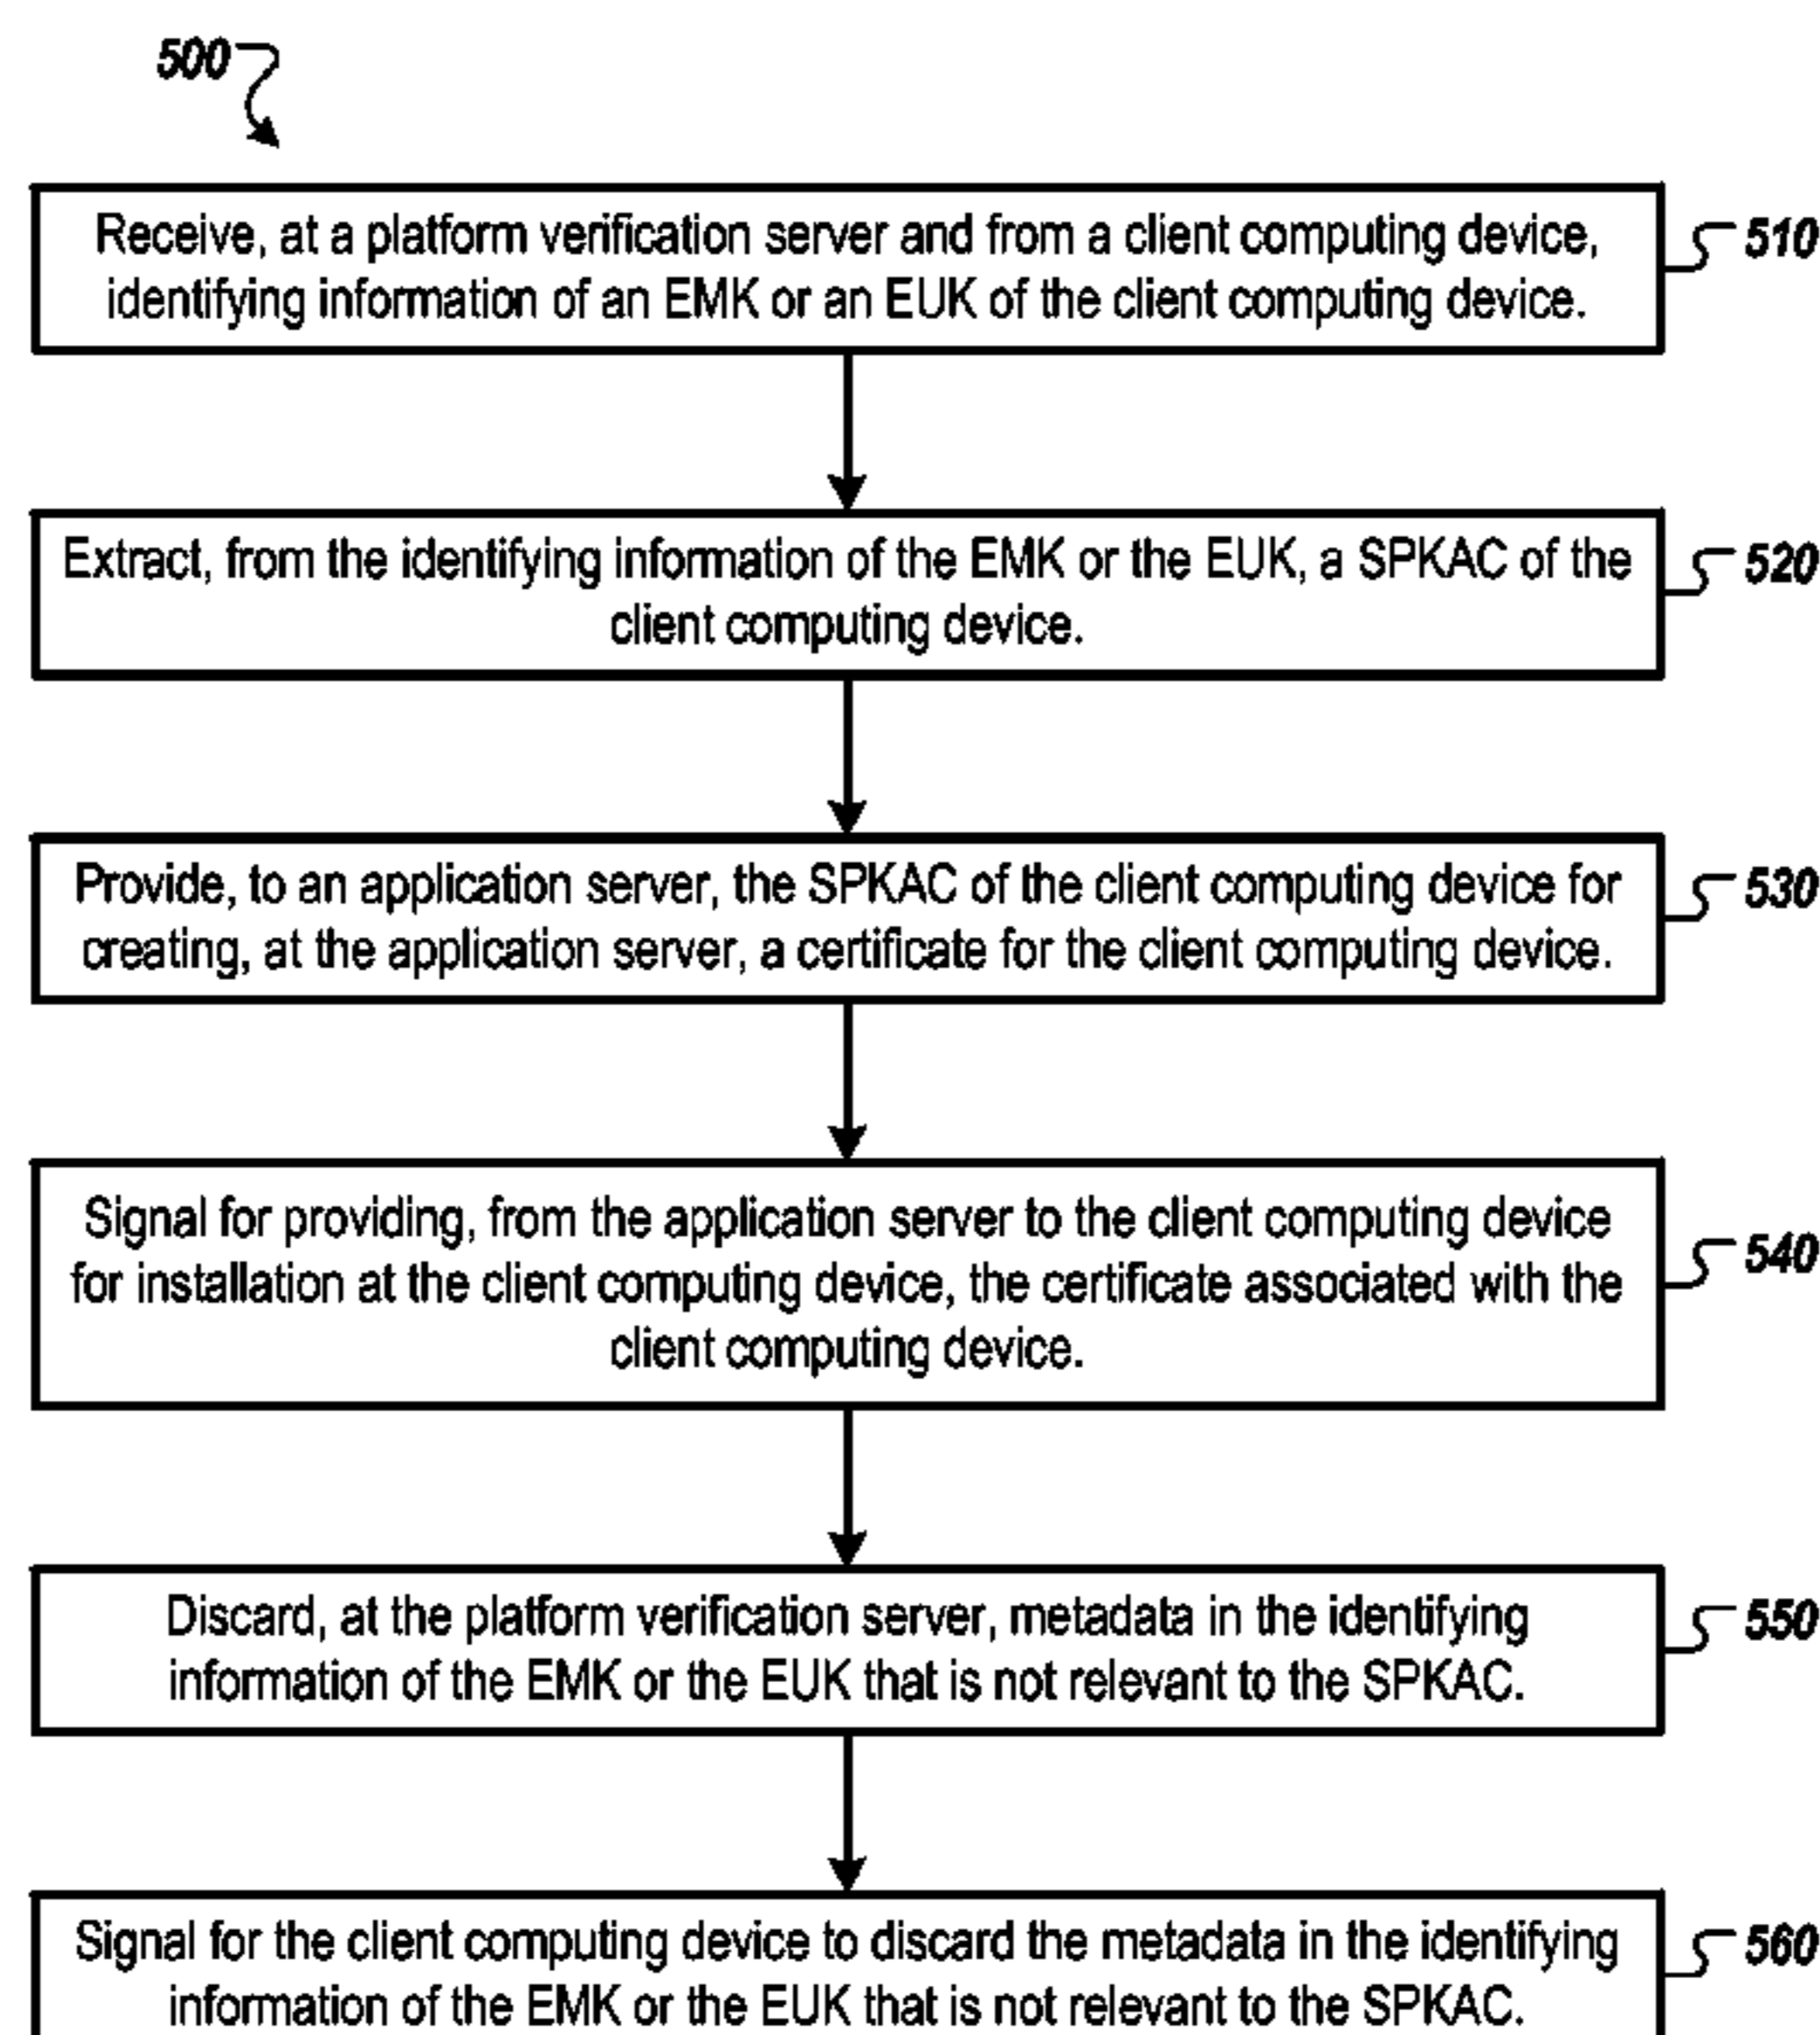 500
Receive, at a platform verification server and from a client computing device,
identifying information of an EMK or an EUK of the client computing device.
510
Extract, from the identifying information of the EMK or the EUK, a SPKAC of the
client computing device.
520
Provide, to an application server, the SPKAC of the client computing device for
creating, at the application server, a certificate for the client computing device.
530
Signal for providing, from the application server to the client computing device
for installation at the client computing device, the certificate associated with the
client computing device.
540
Discard, at the platform verification server, metadata in the identifying
information of the EMK or the EUK that is not relevant to the SPKAC.
550
Signal for the client computing device to discard the metadata in the identifying
information of the EMK or the EUK that is not relevant to the SPKAC.
560